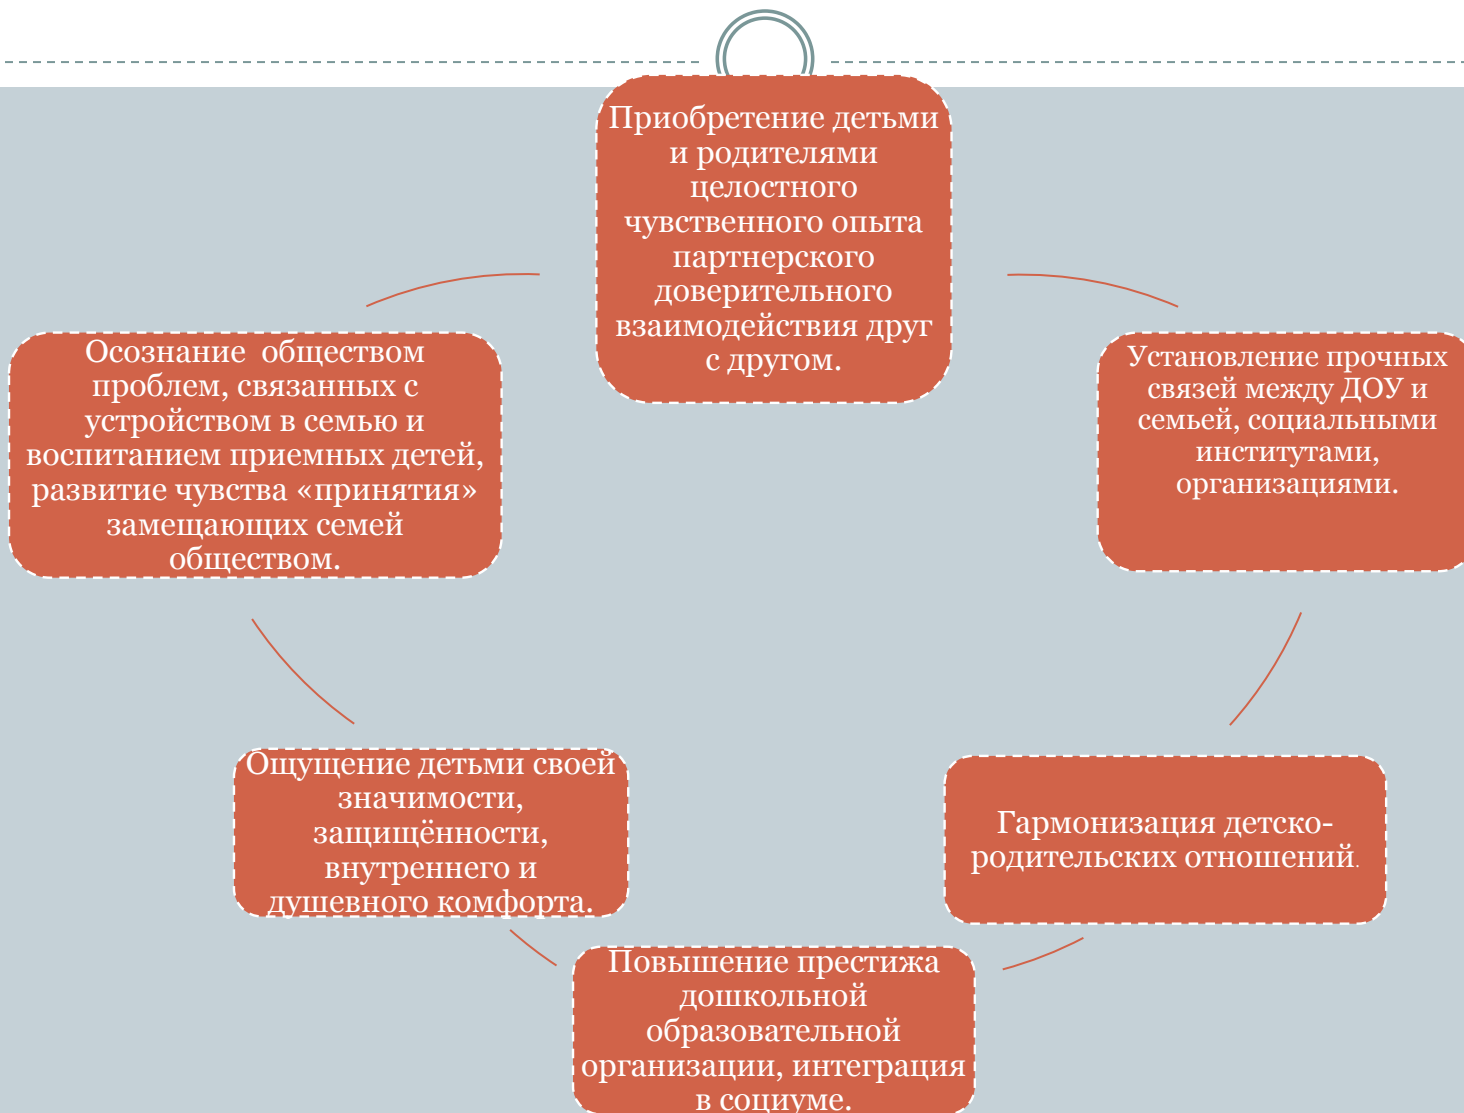 Приобретение детьми
и родителями
целостного
чувственного опыта
партнерского
доверительного
взаимодействия друг
с другом.
Осознание обществом
проблем, связанных с
устройством в семью и
воспитанием приемных детей,
развитие чувства «принятия»
замещающих семей
обществом.
Установление прочных
связей между ДОУ и
семьей, социальными
институтами,
организациями.
Ощущение детьми своей
значимости,
защищённости,
внутреннего и
душевного комфорта.
Гармонизация детско-
родительских отношений.
Повышение престижа
дошкольной
образовательной
организации, интеграция
в социуме.